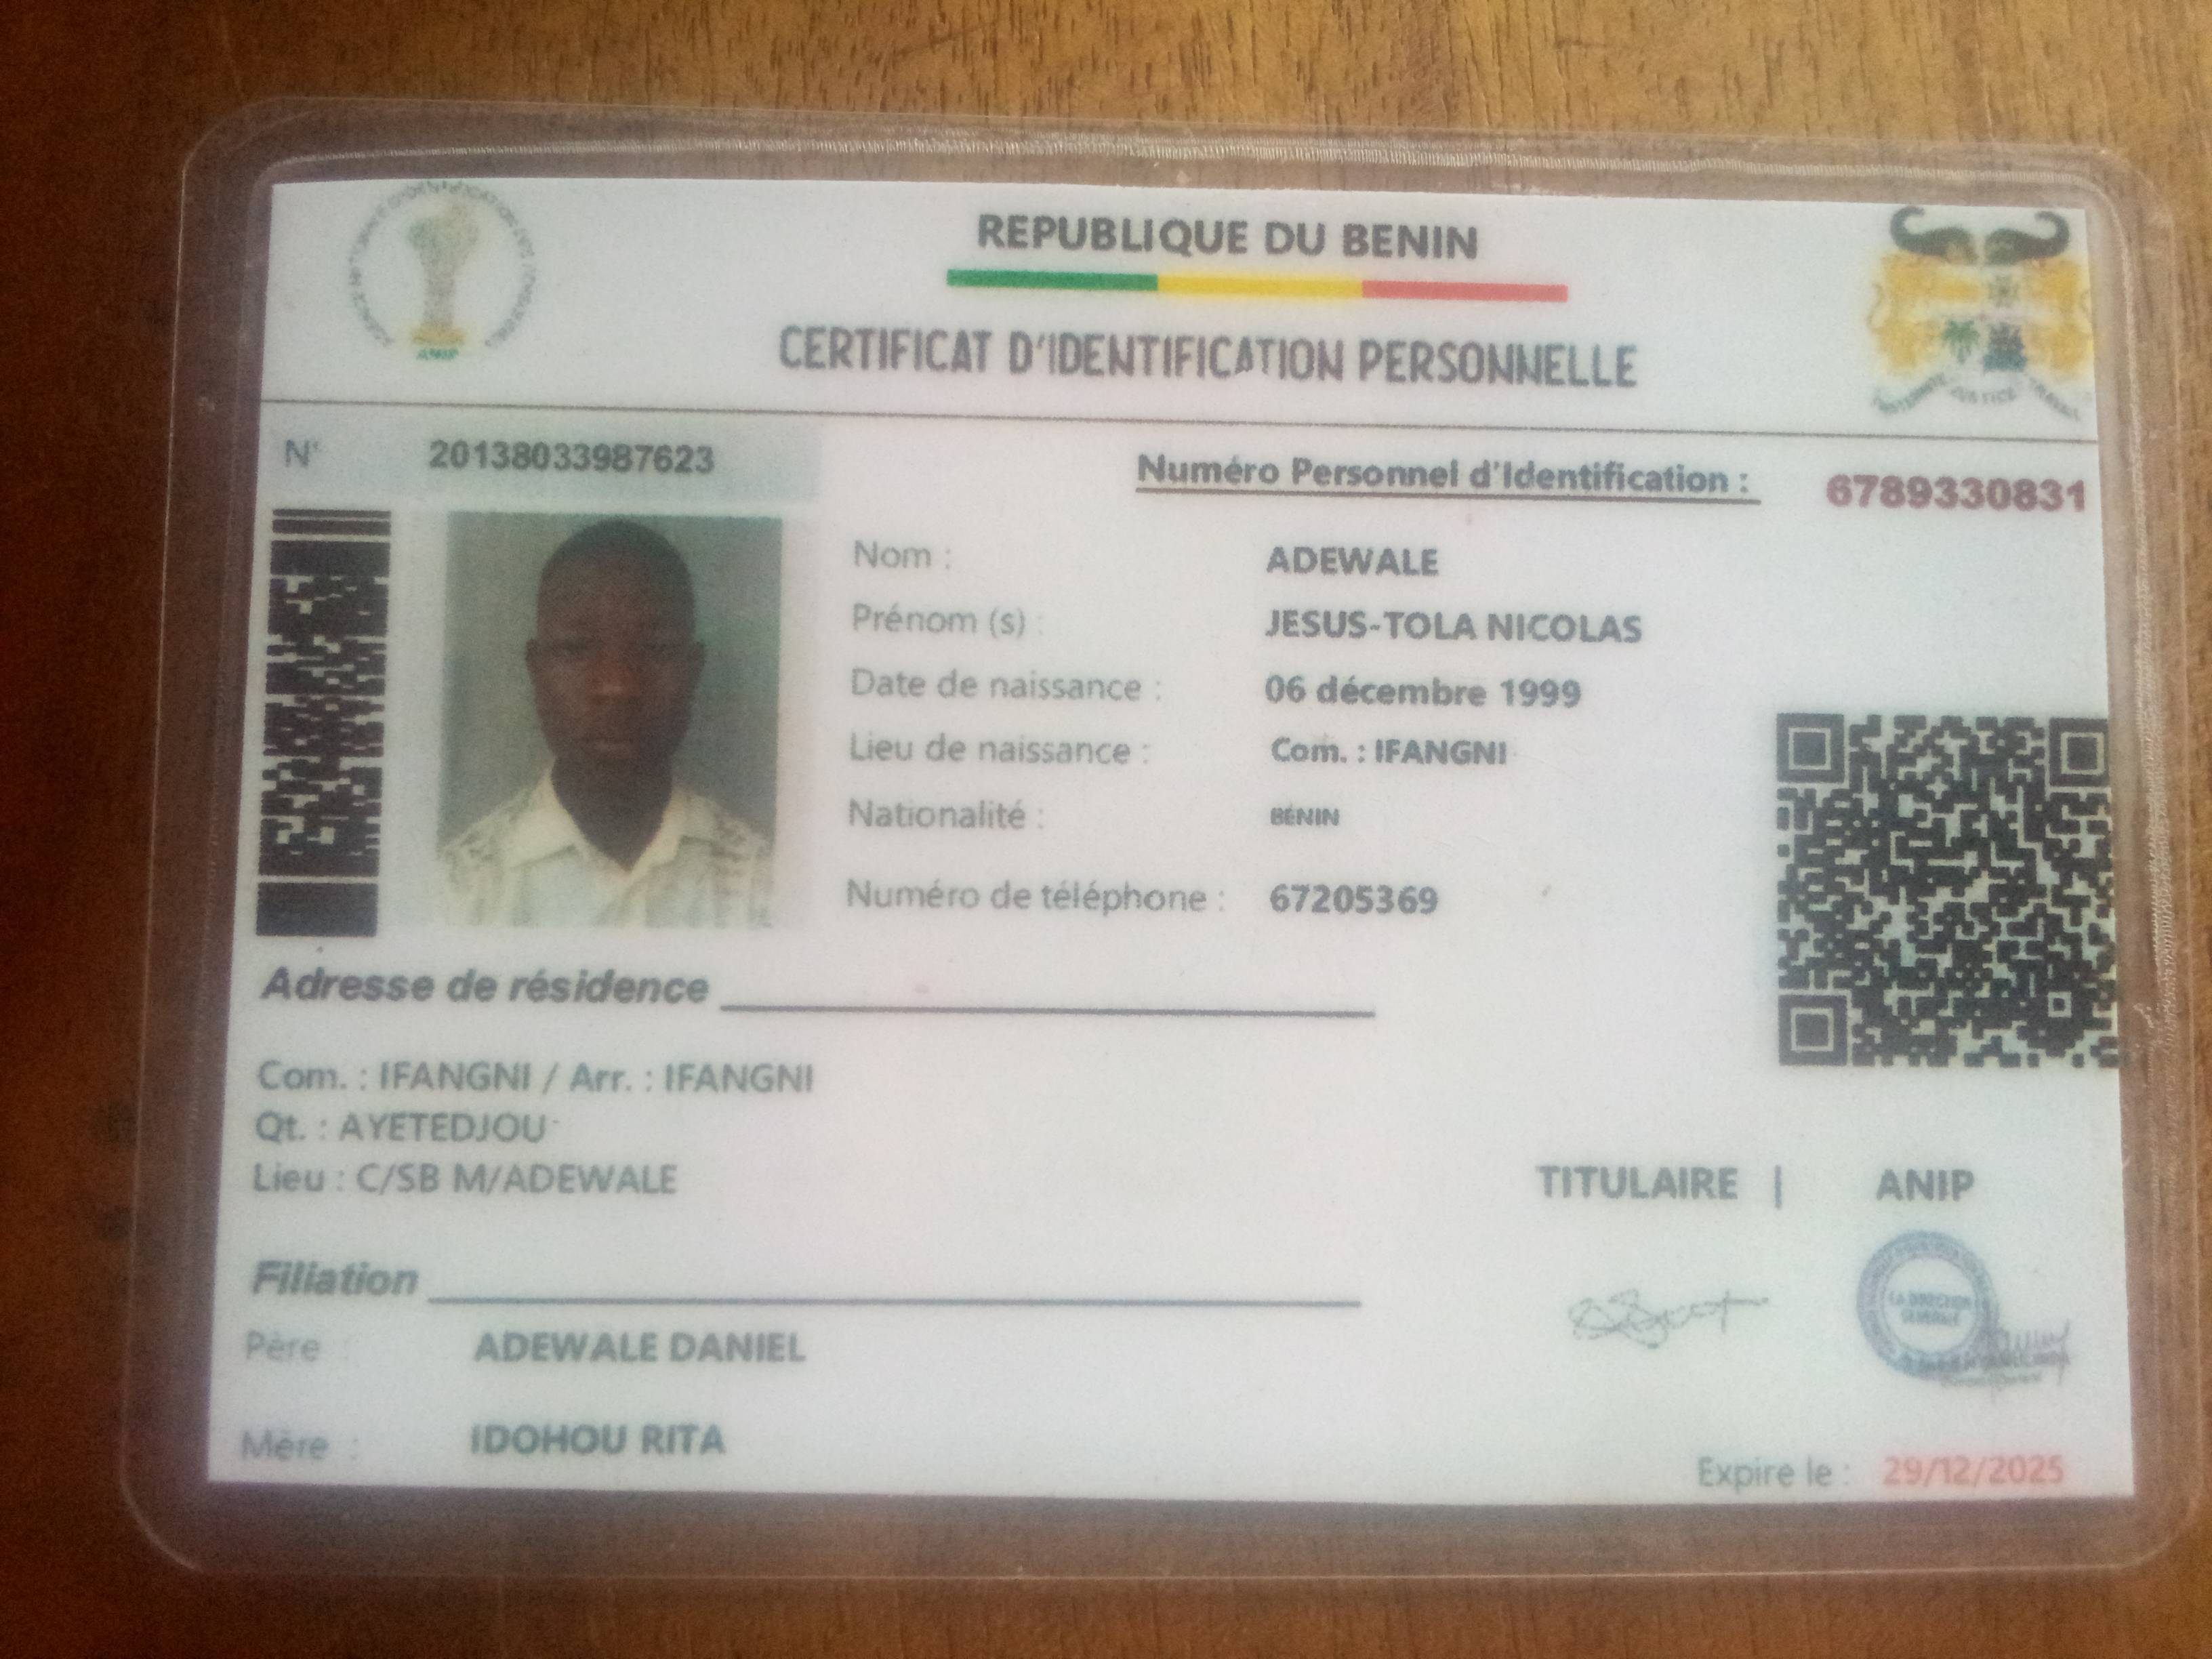 REPUBLIQUE DU BENIN
CERTIFICAT D'IDENTIFICATION PERSONNELLE
ANIP
JUSTICE
N° 20138033987623
Numéro Personnel d'Identification : 6789330831
Nom : ADEWALE
Prénom (s) : JESUS-TOLA NICOLAS
Date de naissance : 06 décembre 1999
Lieu de naissance : Com. : IFANGNI
Nationalité : BÉNIN
Numéro de téléphone : 67205369
Adresse de résidence
Com. : IFANGNI / Arr. : IFANGNI
Qt. : AYETEDJOU
Lieu : C/SB M/ADEWALE
TITULAIRE | ANIP
LA DIRECTION GENERALE
Filiation
Père : ADEWALE DANIEL
Mère : IDOHOU RITA
Expire le : 29/12/2025